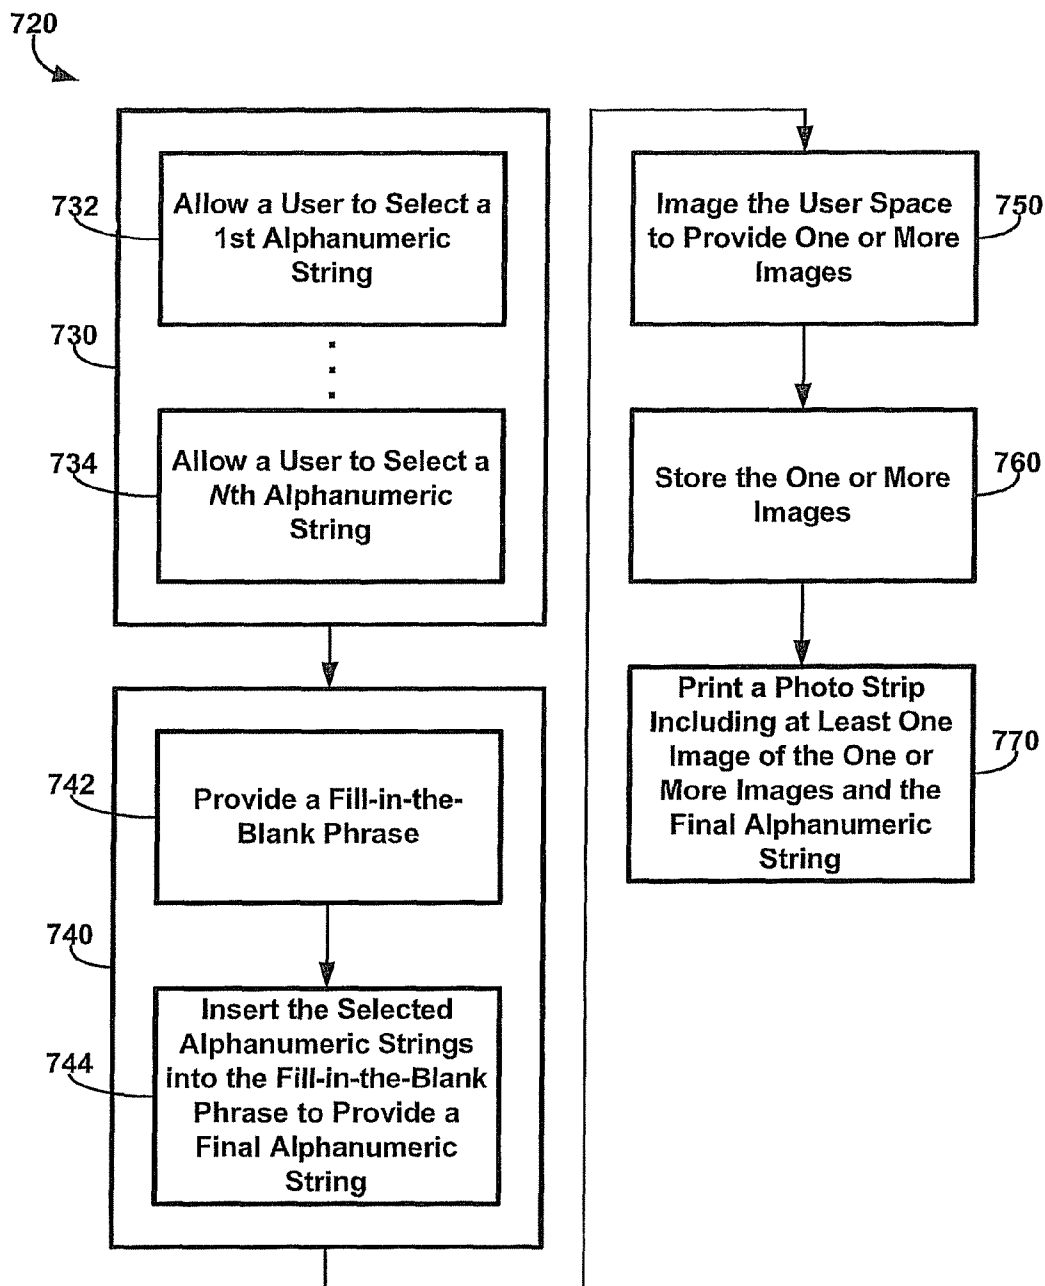 720
732
Allow a User to Select a
1st Alphanumeric
String
730
734
Allow a User to Select a
Nth Alphanumeric
String
742
Provide a Fill-in-the-
Blank Phrase
740
744
Insert the Selected
Alphanumeric Strings
into the Fill-in-the-Blank
Phrase to Provide a
Final Alphanumeric
String
Image the User Space
to Provide One or More
Images
750
Store the One or More
Images
760
Print a Photo Strip
Including at Least One
Image of the One or
More Images and the
Final Alphanumeric
String
770